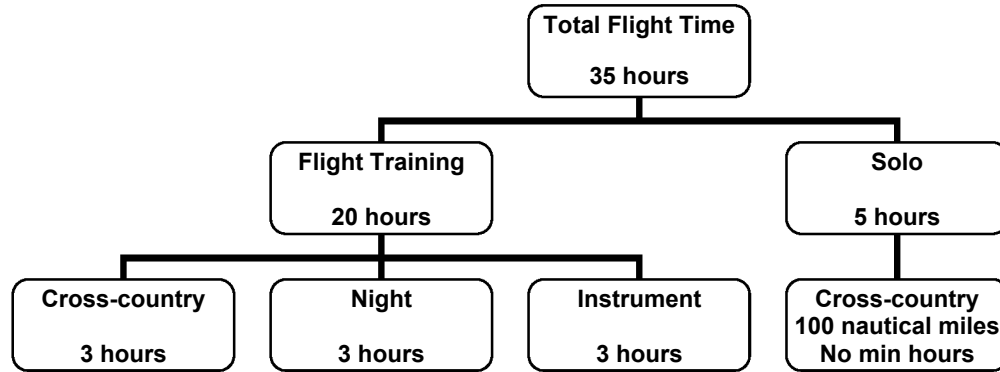 Total Flight Time
35 hours
Flight Training
20 hours
Solo
5 hours
Cross-country
3 hours
Night
3 hours
Instrument
3 hours
Cross-country
100 nautical miles
No min hours